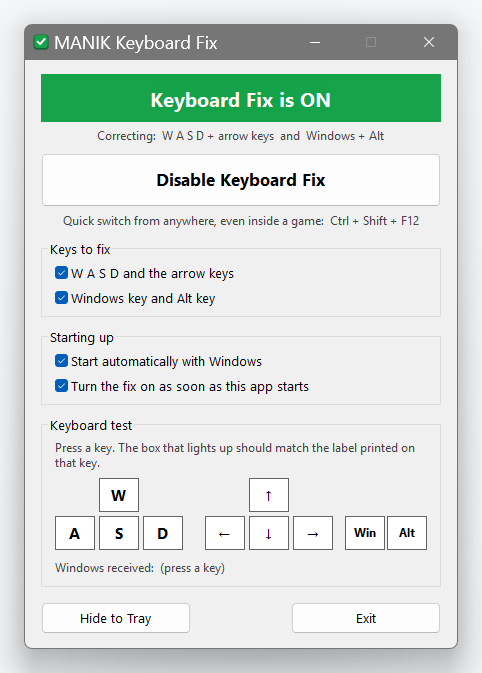 MANIK Keyboard Fix
Keyboard Fix is ON
Correcting: W A S D + arrow keys and Windows + Alt
Disable Keyboard Fix
Quick switch from anywhere, even inside a game: Ctrl + Shift + F12
Keys to fix
W A S D and the arrow keys
Windows key and Alt key
Starting up
Start automatically with Windows
Turn the fix on as soon as this app starts
Keyboard test
Press a key. The box that lights up should match the label printed on
that key.
W ↑
A S D ← ↓ → Win Alt
Windows received: (press a key)
Hide to Tray Exit